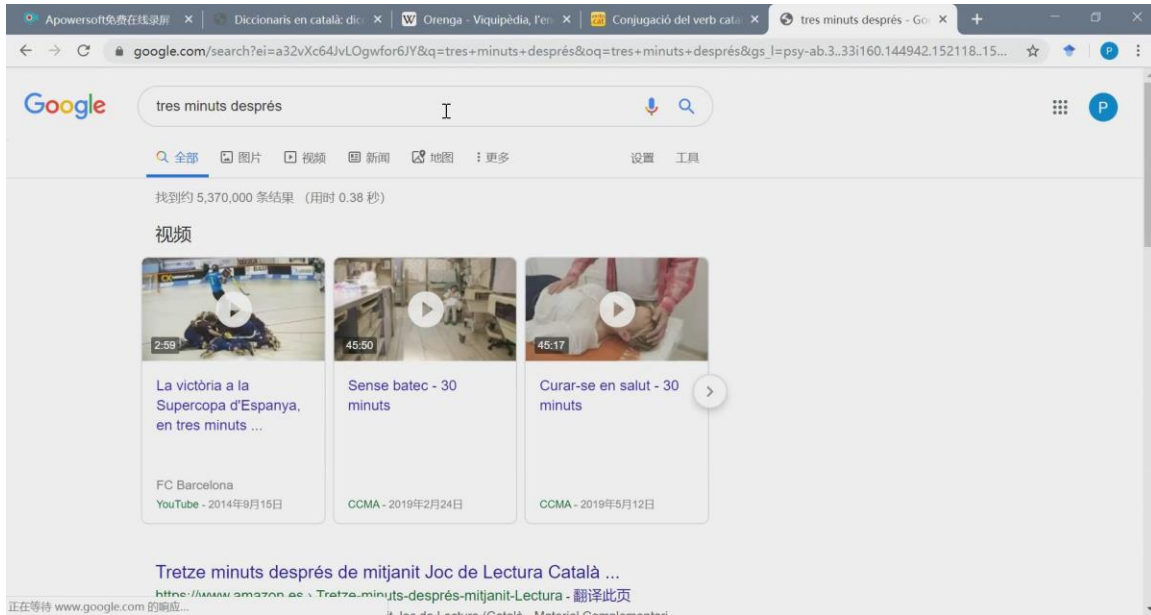 Apowersoft免费在线录屏 Diccionaris en català: dicc Orenga - Viquipèdia, l'en Conjugació del verb cata tres minuts després - Go
google.com/search?ei=a32vXc64JvLOgwfor6JY&q=tres+minuts+després&oq=tres+minuts+després&gs_l=psy-ab.3..33i160.144942.152118..15...
P
Google
tres minuts després
P
全部 图片 视频 新闻 地图 更多 设置 工具
找到约 5,370,000 条结果 (用时 0.38 秒)
视频
2:59 45:50 45:17
La victòria a la
Supercopa d'Espanya,
en tres minuts ...
FC Barcelona
YouTube - 2014年9月15日
Sense batec - 30
minuts
CCMA - 2019年2月24日
Curar-se en salut - 30
minuts
CCMA - 2019年5月12日
Tretze minuts després de mitjanit Joc de Lectura Català ...
https://www.amazon.es › Tretze-minuts-després-mitjanit-Lectura - 翻译此页
正在等待 www.google.com 的响应...